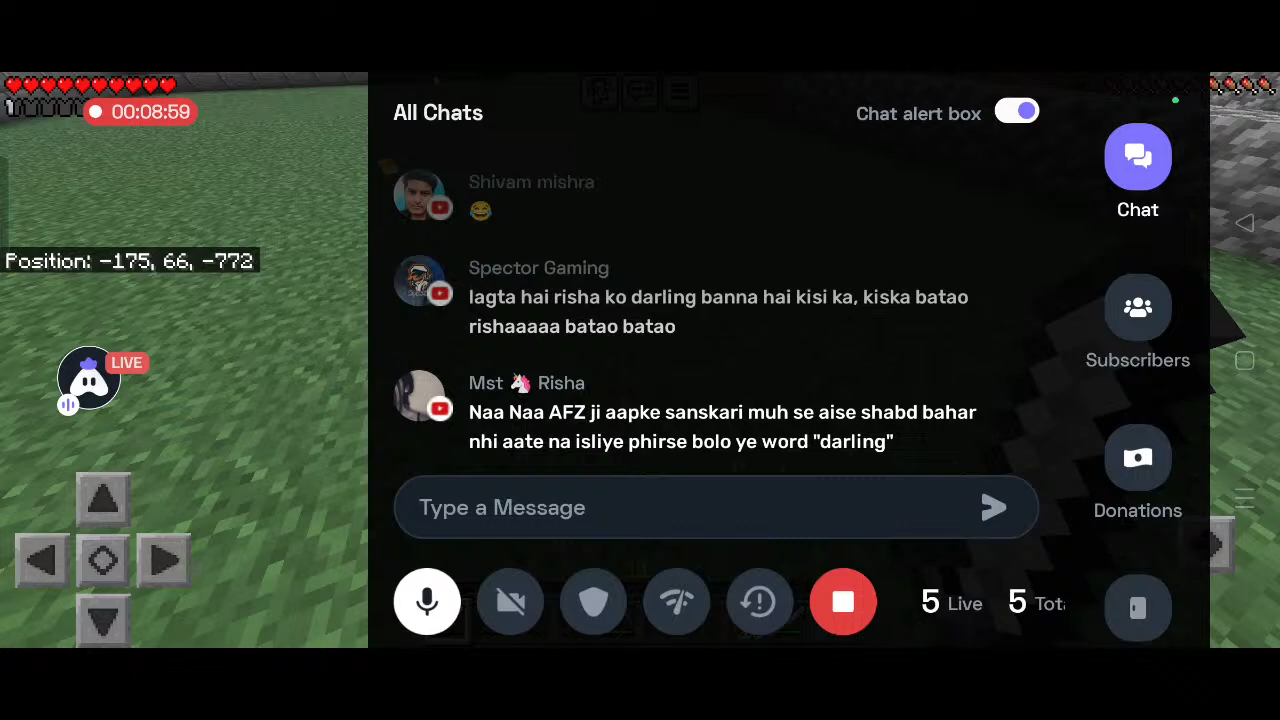 00:08:59
All Chats
Chat alert box
Shivam mishra
😂
Chat
Position: -175, 66, -772
Spector Gaming
lagta hai risha ko darling banna hai kisi ka, kiska batao
rishaaaaa batao batao
Subscribers
LIVE
Mst 🦄 Risha
Naa Naa AFZ ji aapke sanskari muh se aise shabd bahar
nhi aate na isliye phirse bolo ye word "darling"
Type a Message
Donations
5 Live 5 Tot